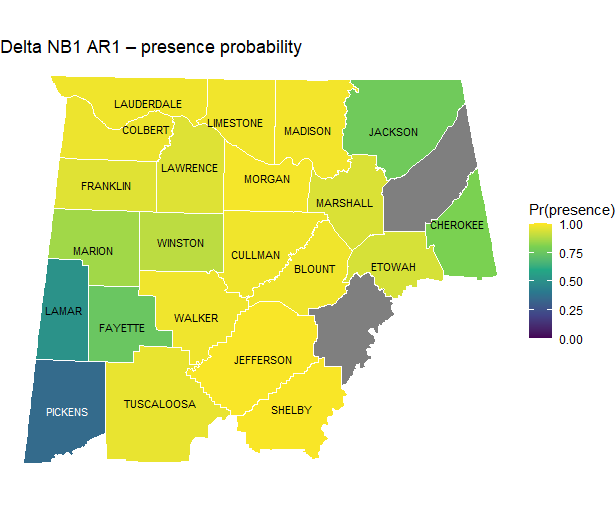 Delta NB1 AR1 – presence probability
LAUDERDALE
LIMESTONE
MADISON
JACKSON
COLBERT
LAWRENCE
FRANKLIN
MORGAN
MARSHALL
CHEROKEE
MARION
WINSTON
CULLMAN
BLOUNT
ETOWAH
LAMAR
FAYETTE
WALKER
JEFFERSON
PICKENS
TUSCALOOSA
SHELBY
Pr(presence)
1.00
0.75
0.50
0.25
0.00